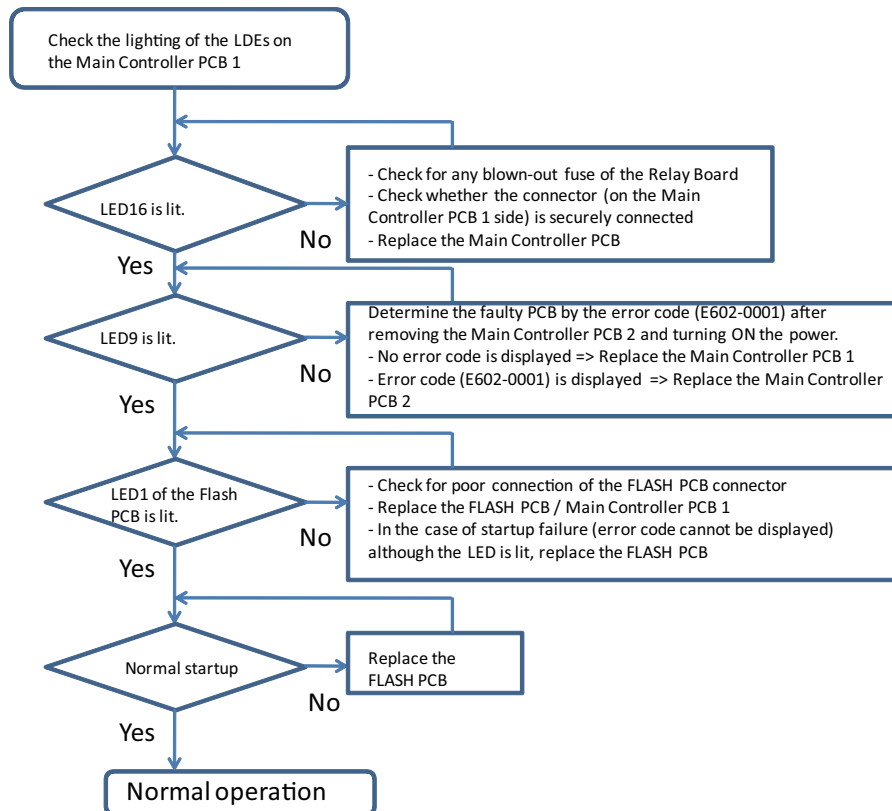 Check the lighting of the LDEs on
the Main Controller PCB 1
LED16 is lit.
No
Yes
- Check for any blown-out fuse of the Relay Board
- Check whether the connector (on the Main
Controller PCB 1 side) is securely connected
- Replace the Main Controller PCB
LED9 is lit.
No
Yes
Determine the faulty PCB by the error code (E602-0001) after
removing the Main Controller PCB 2 and turning ON the power.
- No error code is displayed => Replace the Main Controller PCB 1
- Error code (E602-0001) is displayed => Replace the Main Controller
PCB 2
LED1 of the Flash
PCB is lit.
No
Yes
- Check for poor connection of the FLASH PCB connector
- Replace the FLASH PCB / Main Controller PCB 1
- In the case of startup failure (error code cannot be displayed)
although the LED is lit, replace the FLASH PCB
Normal startup
No
Yes
Replace the
FLASH PCB
Normal operation